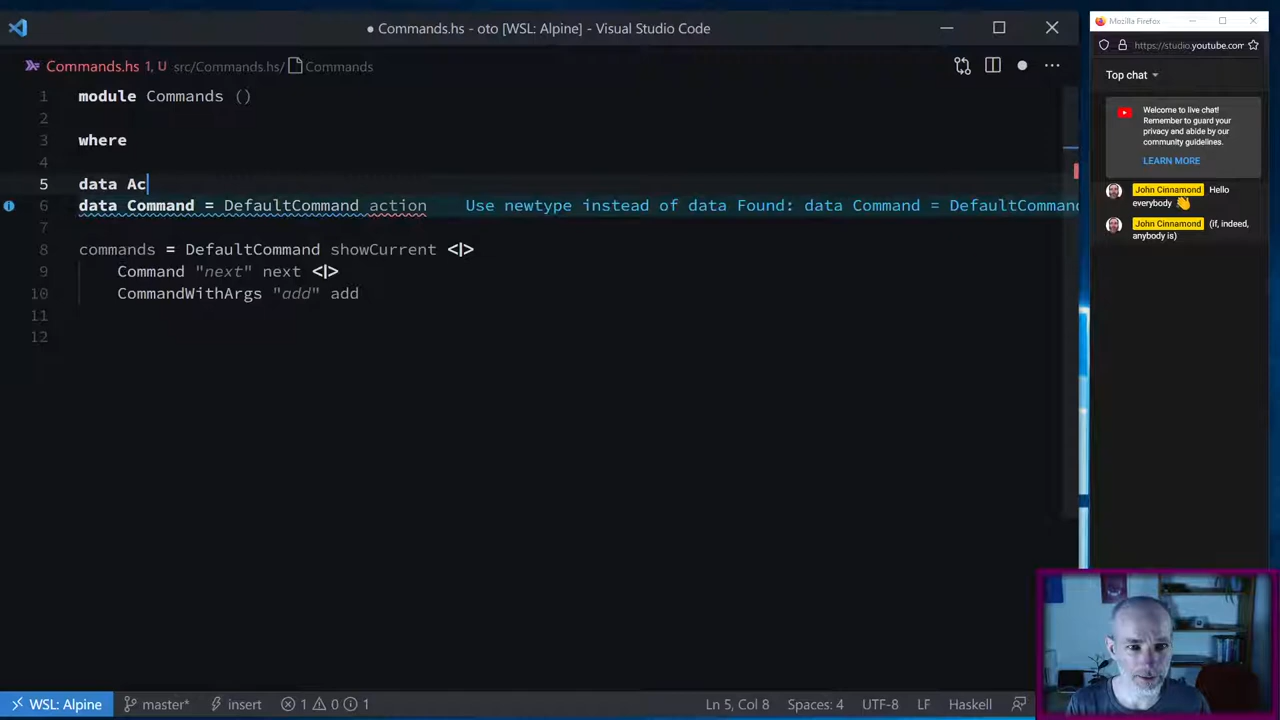 ● Commands.hs - oto [WSL: Alpine] - Visual Studio Code
Commands.hs 1, U src/Commands.hs/ Commands
1 module Commands ()
2
3 where
4
5 data Ac
6 data Command = DefaultCommand action Use newtype instead of data Found: data Command = DefaultCommand
7
8 commands = DefaultCommand showCurrent <|>
9 Command "next" next <|>
10 CommandWithArgs "add" add
11
12
WSL: Alpine master* insert 1 0 1 Ln 5, Col 8 Spaces: 4 UTF-8 LF Haskell
Mozilla Firefox
https://studio.youtube.com
Top chat
Welcome to live chat!
Remember to guard your
privacy and abide by our
community guidelines.
LEARN MORE
John Cinnamond Hello
everybody 👋
John Cinnamond (if, indeed,
anybody is)